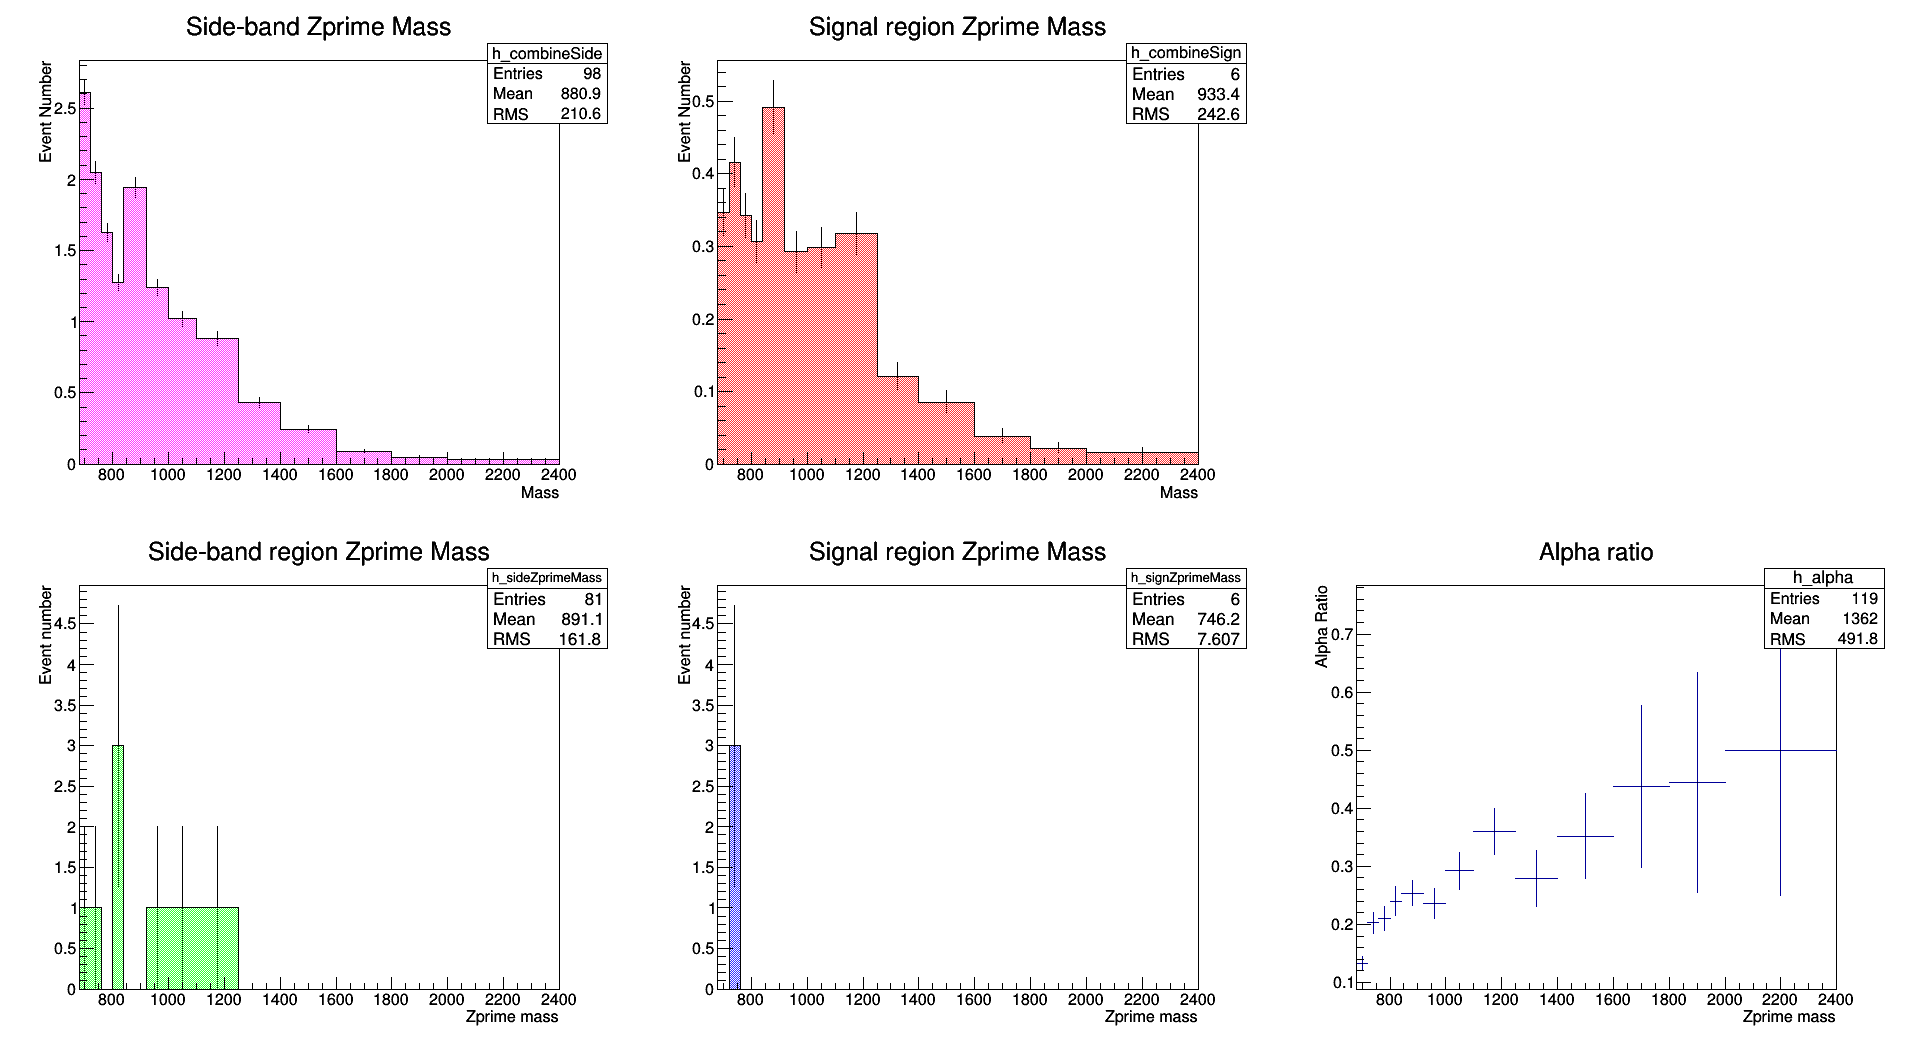 Side-band Zprime Mass
h_combineSide
Entries 98
Mean 880.9
RMS 210.6
Event Number
2.5
2
1.5
1
0.5
0
800 1000 1200 1400 1600 1800 2000 2200 2400
Mass
Signal region Zprime Mass
h_combineSign
Entries 6
Mean 933.4
RMS 242.6
Event Number
0.5
0.4
0.3
0.2
0.1
0
800 1000 1200 1400 1600 1800 2000 2200 2400
Mass
Side-band region Zprime Mass
h_sideZprimeMass
Entries 81
Mean 891.1
RMS 161.8
Event number
4.5
4
3.5
3
2.5
2
1.5
1
0.5
0
800 1000 1200 1400 1600 1800 2000 2200 2400
Zprime mass
Signal region Zprime Mass
h_signZprimeMass
Entries 6
Mean 746.2
RMS 7.607
Event number
4.5
4
3.5
3
2.5
2
1.5
1
0.5
0
800 1000 1200 1400 1600 1800 2000 2200 2400
Zprime mass
Alpha ratio
h_alpha
Entries 119
Mean 1362
RMS 491.8
Alpha Ratio
0.7
0.6
0.5
0.4
0.3
0.2
0.1
800 1000 1200 1400 1600 1800 2000 2200 2400
Zprime mass